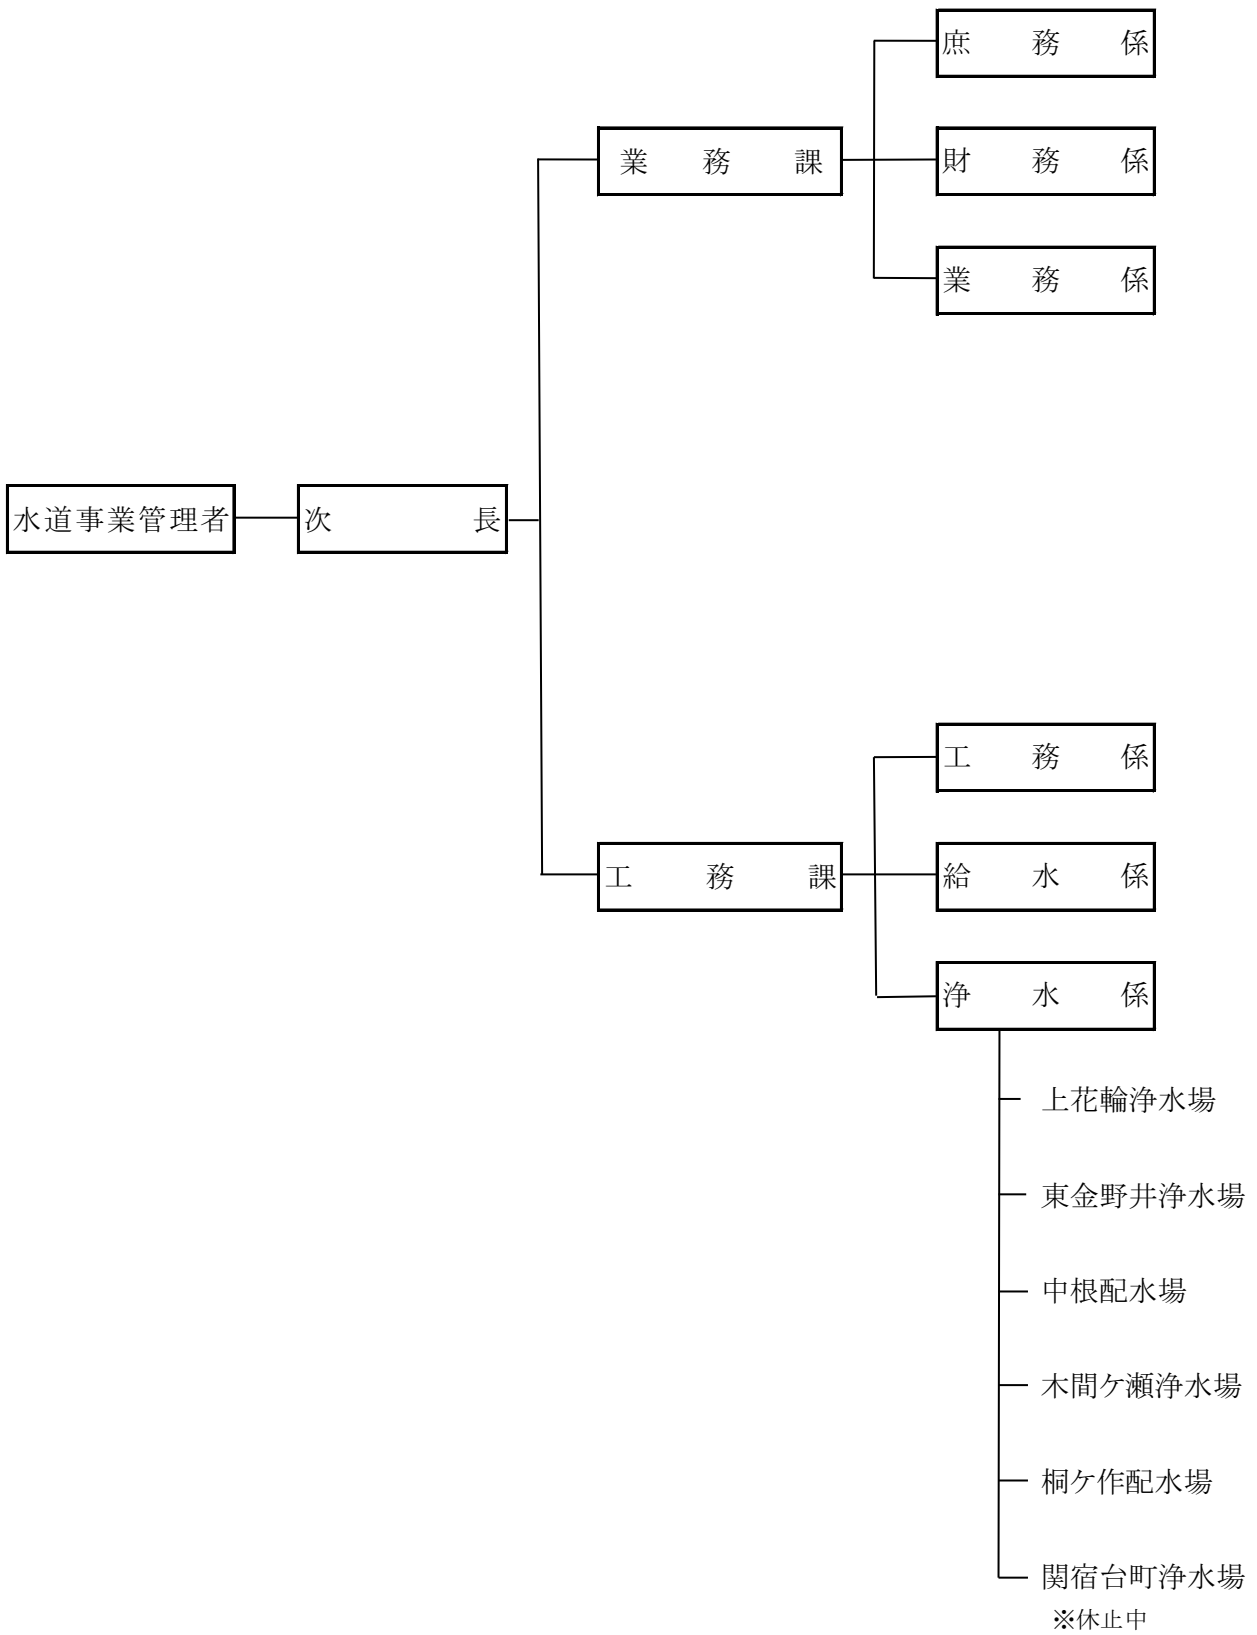 庶務係
業務課
財務係
業務係
水道事業管理者
次長
工務係
工務課
給水係
浄水係
上花輪浄水場
東金野井浄水場
中根配水場
木間ケ瀬浄水場
桐ケ作配水場
関宿台町浄水場
※休止中